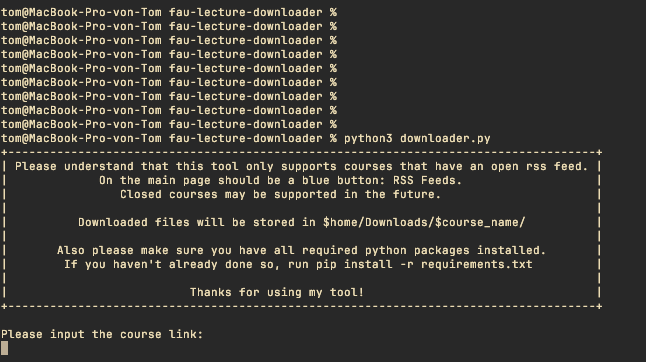 tom@MacBook-Pro-von-Tom fau-lecture-downloader %
tom@MacBook-Pro-von-Tom fau-lecture-downloader %
tom@MacBook-Pro-von-Tom fau-lecture-downloader %
tom@MacBook-Pro-von-Tom fau-lecture-downloader %
tom@MacBook-Pro-von-Tom fau-lecture-downloader %
tom@MacBook-Pro-von-Tom fau-lecture-downloader %
tom@MacBook-Pro-von-Tom fau-lecture-downloader %
tom@MacBook-Pro-von-Tom fau-lecture-downloader %
tom@MacBook-Pro-von-Tom fau-lecture-downloader %
tom@MacBook-Pro-von-Tom fau-lecture-downloader % python3 downloader.py
Please understand that this tool only supports courses that have an open rss feed.
On the main page should be a blue button: RSS Feeds.
Closed courses may be supported in the future.
Downloaded files will be stored in $home/Downloads/$course_name/
Also please make sure you have all required python packages installed.
If you haven't already done so, run pip install -r requirements.txt
Thanks for using my tool!
Please input the course link: